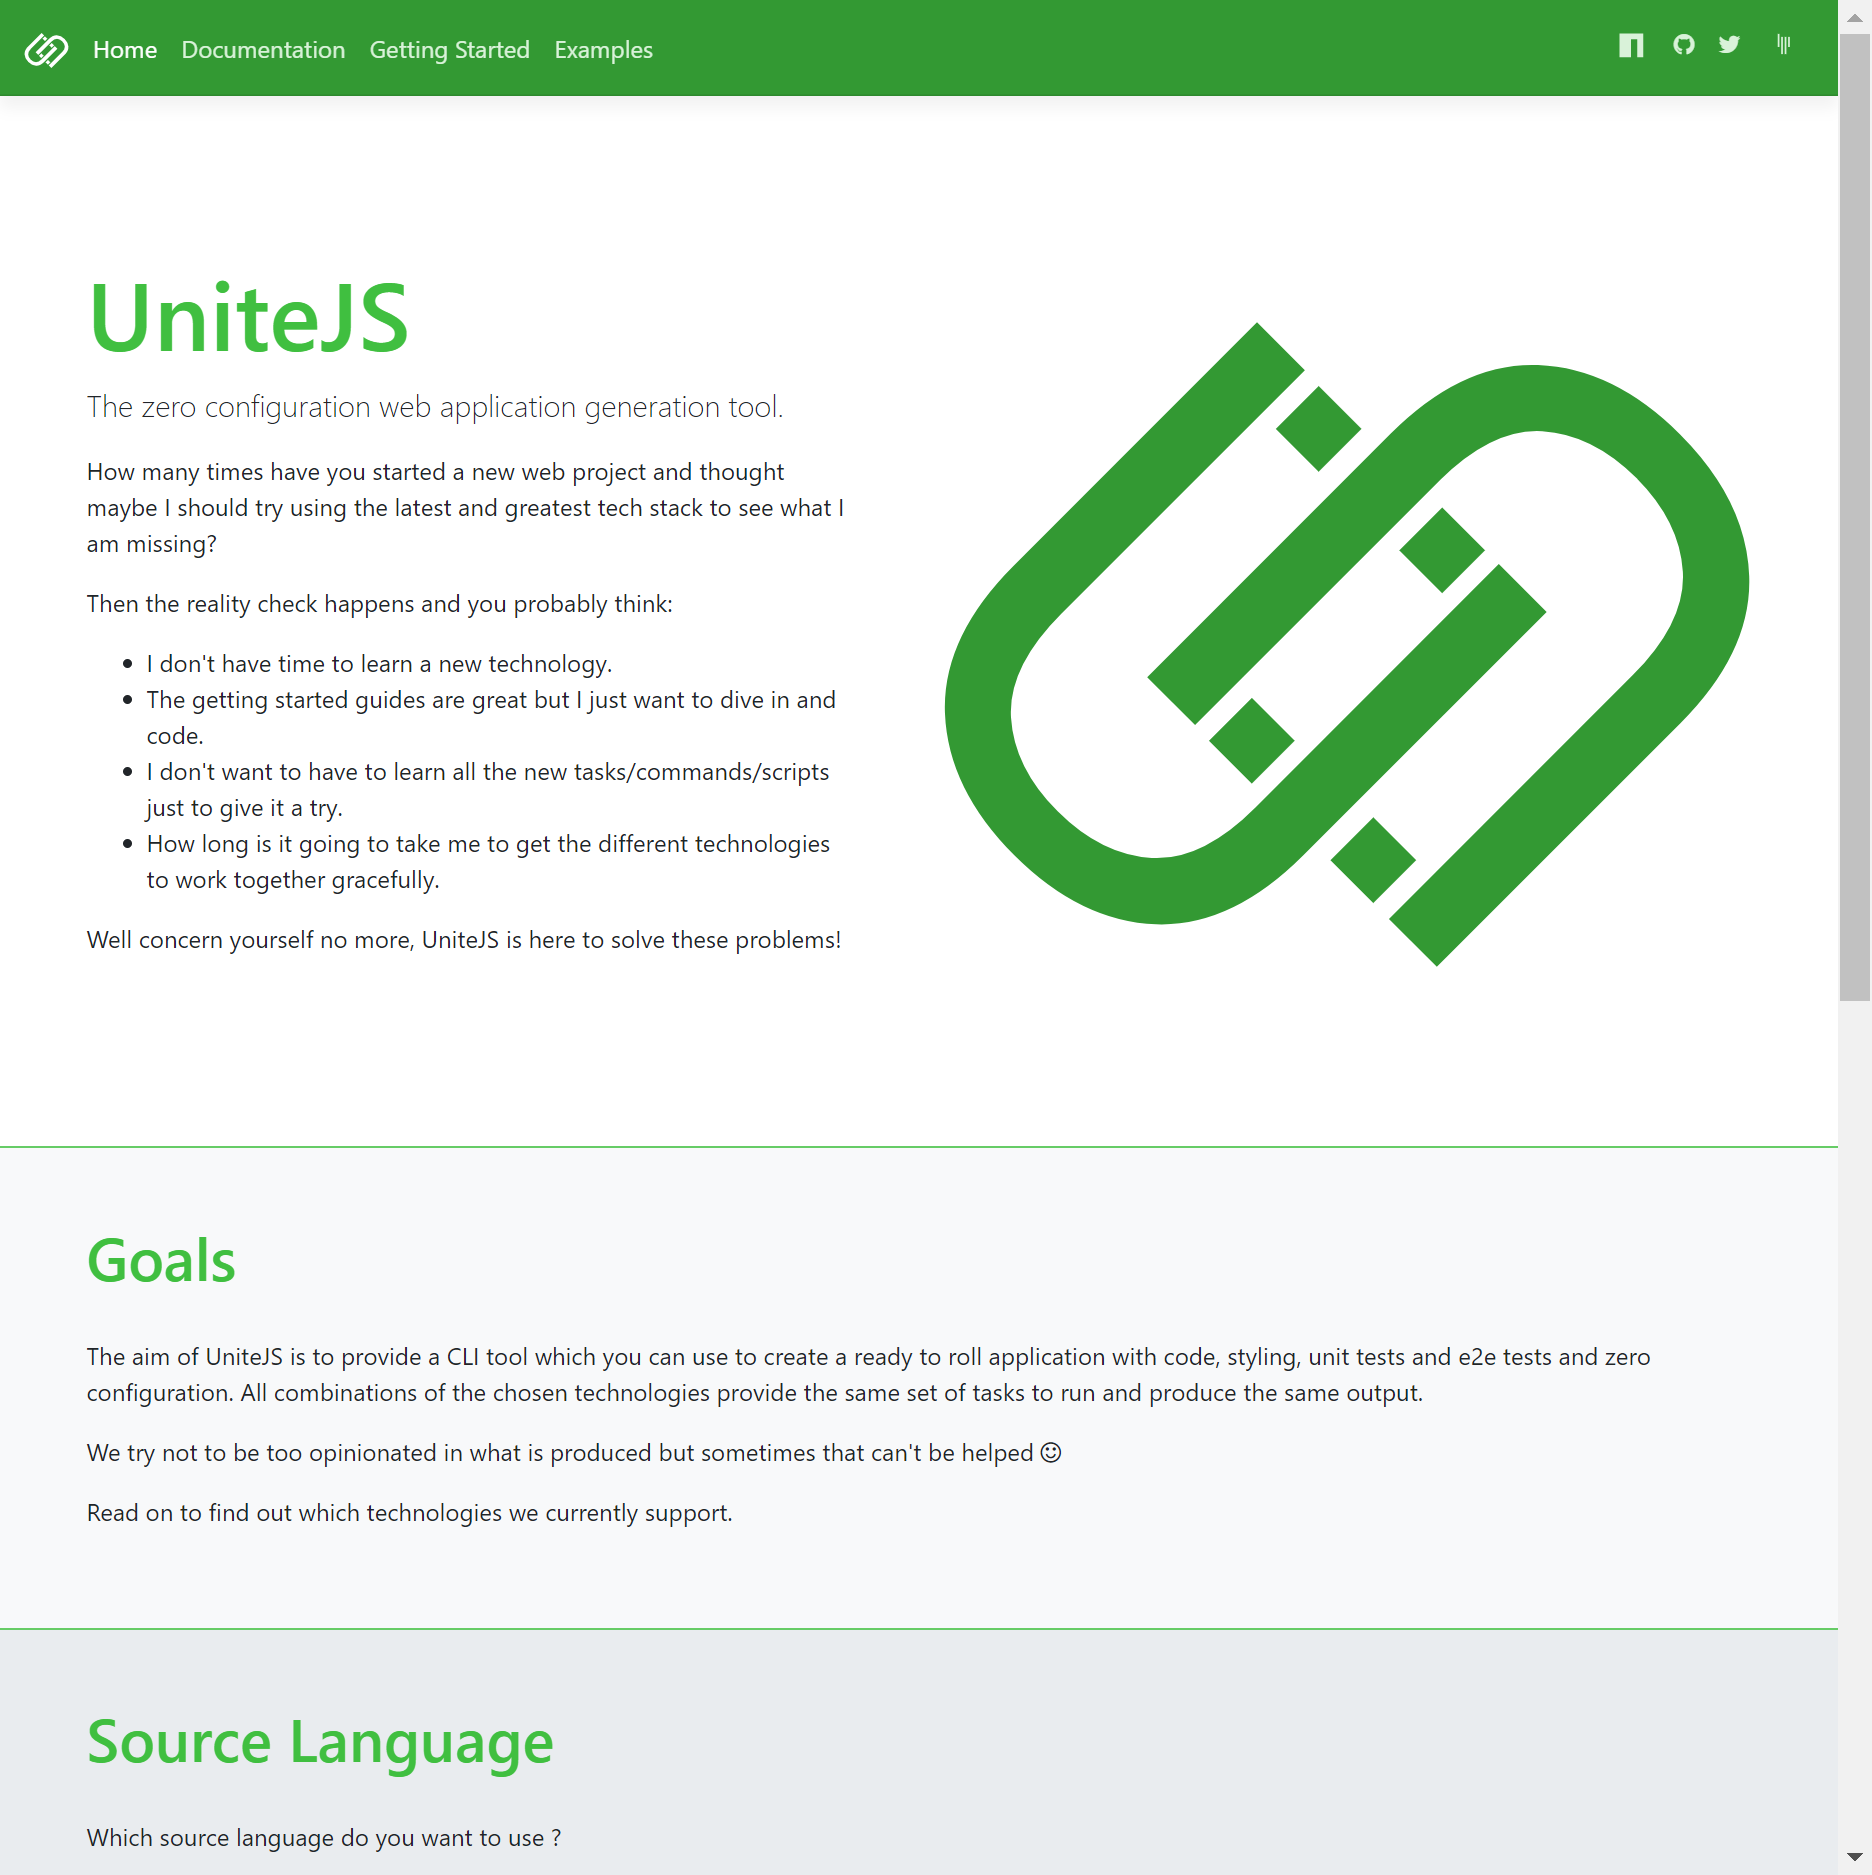 Home Documentation Getting Started Examples
UniteJS
The zero configuration web application generation tool.
How many times have you started a new web project and thought
maybe I should try using the latest and greatest tech stack to see what I
am missing?
Then the reality check happens and you probably think:
I don't have time to learn a new technology.
The getting started guides are great but I just want to dive in and
code.
I don't want to have to learn all the new tasks/commands/scripts
just to give it a try.
How long is it going to take me to get the different technologies
to work together gracefully.
Well concern yourself no more, UniteJS is here to solve these problems!
Goals
The aim of UniteJS is to provide a CLI tool which you can use to create a ready to roll application with code, styling, unit tests and e2e tests and zero
configuration. All combinations of the chosen technologies provide the same set of tasks to run and produce the same output.
We try not to be too opinionated in what is produced but sometimes that can't be helped ☺
Read on to find out which technologies we currently support.
Source Language
Which source language do you want to use ?